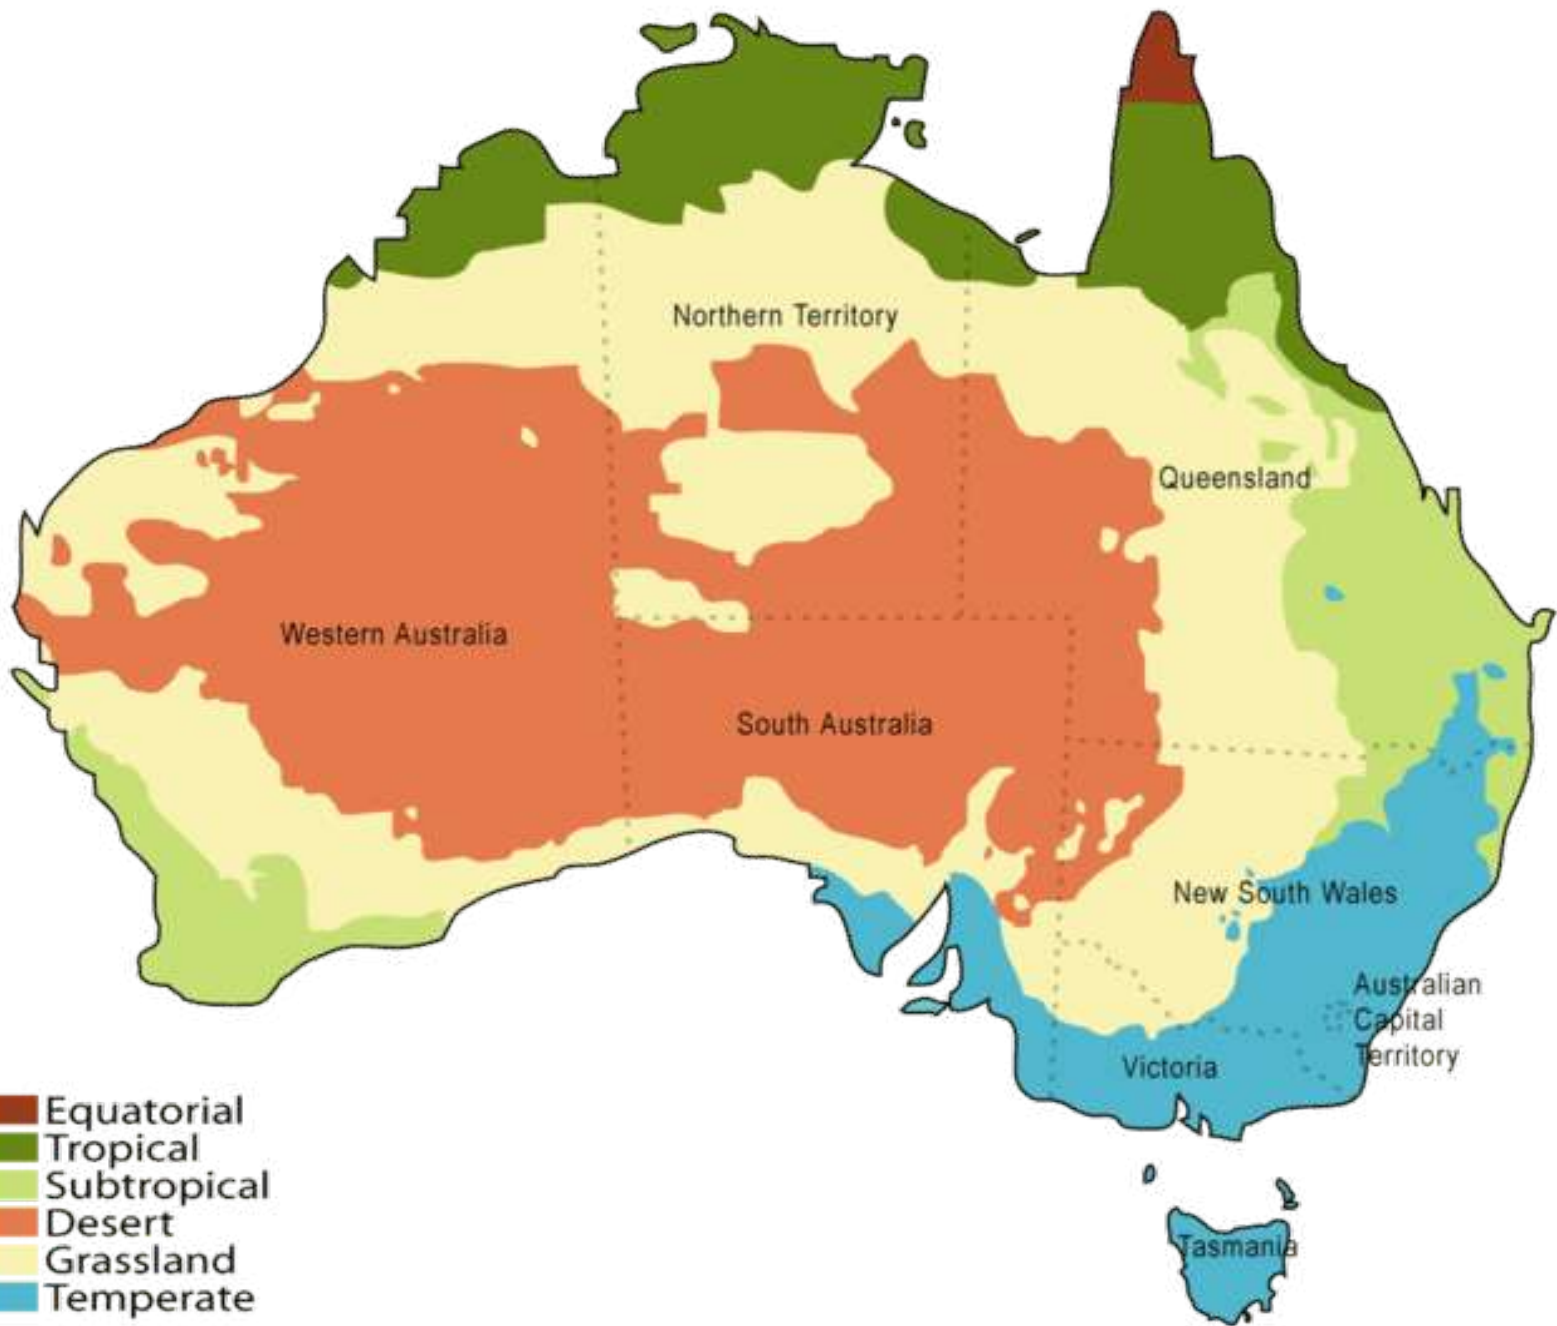 Northern Territory
Queensland
Western Australia
South Australia
New South Wales
Australian
Capital
Territory
Victoria
Tasmania
Equatorial
Tropical
Subtropical
Desert
Grassland
Temperate